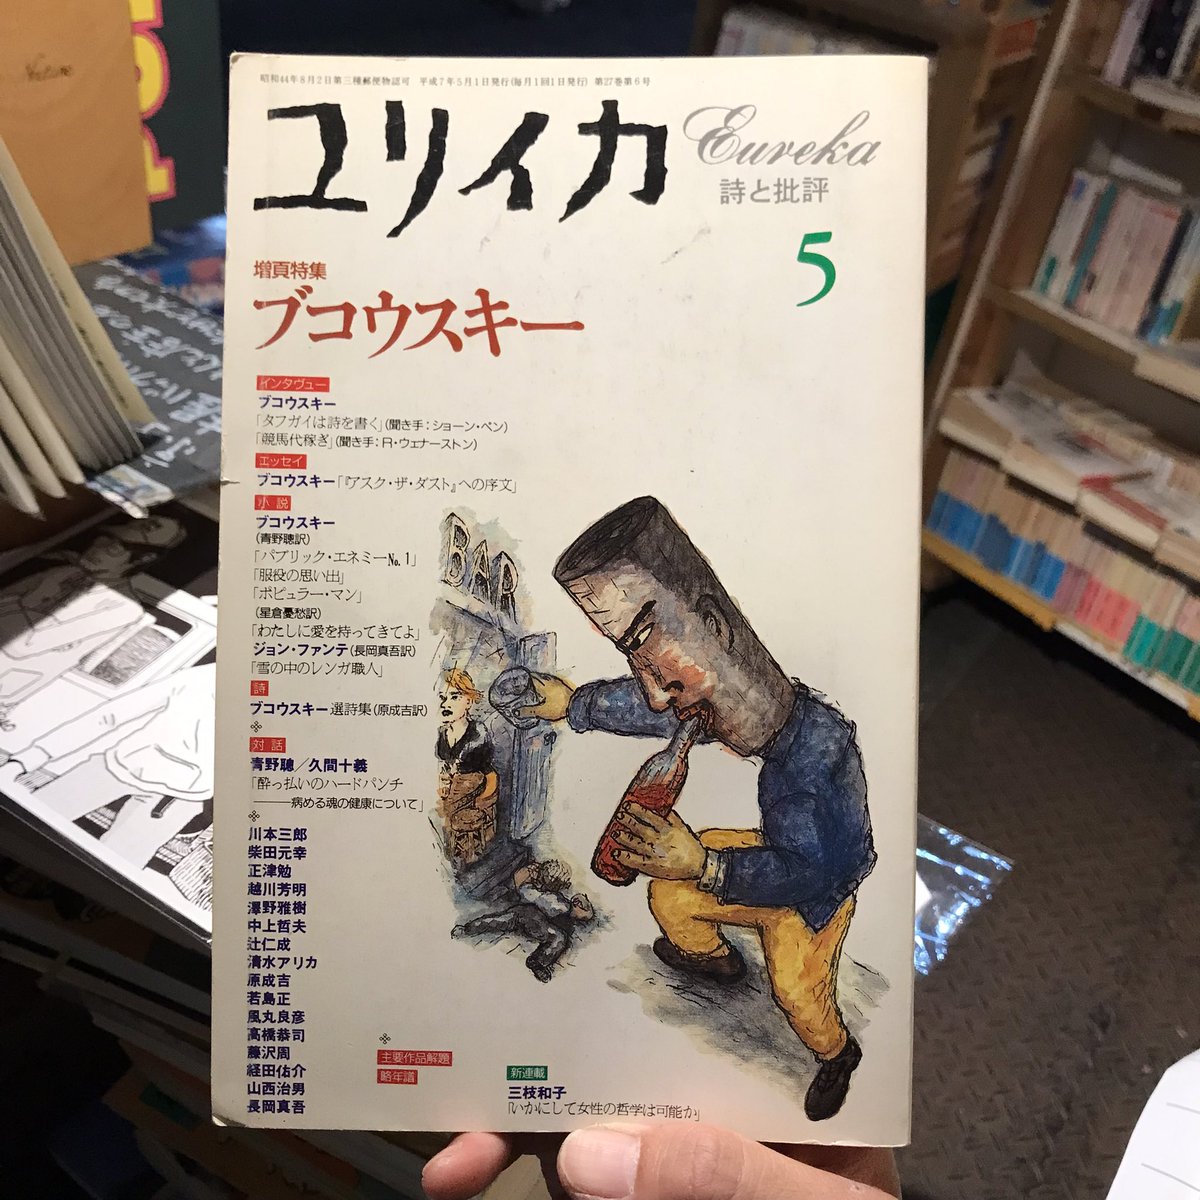 昭和44年8月2日第三種郵便物認可 平成7年5月1日発行(毎月1回1日発行) 第27巻第6号
ユリイカ
Eureka
詩と批評
5
増頁特集
ブコウスキー
インタヴュー
ブコウスキー
「タフガイは詩を書く」(聞き手:ショーン・ペン)
「競馬代稼ぎ」(聞き手:R・ウェナーストン)
エッセイ
ブコウスキー「『アスク・ザ・ダスト』への序文」
小説
ブコウスキー
(青野聰訳)
「パブリック・エネミーNo.1」
「服役の思い出」
「ポピュラー・マン」
(星倉憂愁訳)
「わたしに愛を持ってきてよ」
ジョン・ファンテ(長岡真吾訳)
「雪の中のレンガ職人」
詩
ブコウスキー選詩集(原成吉訳)
対話
青野聰/久間十義
「酔っ払いのハードパンチ
――病める魂の健康について」
川本三郎
柴田元幸
正津勉
越川芳明
澤野雅樹
中上哲夫
辻仁成
清水アリカ
原成吉
若島正
風丸良彦
高橋恭司
藤沢周
経田佑介
山西治男
長岡真吾
主要作品解題
略年譜
新連載
三枝和子
「いかにして女性の哲学は可能か」
BAR